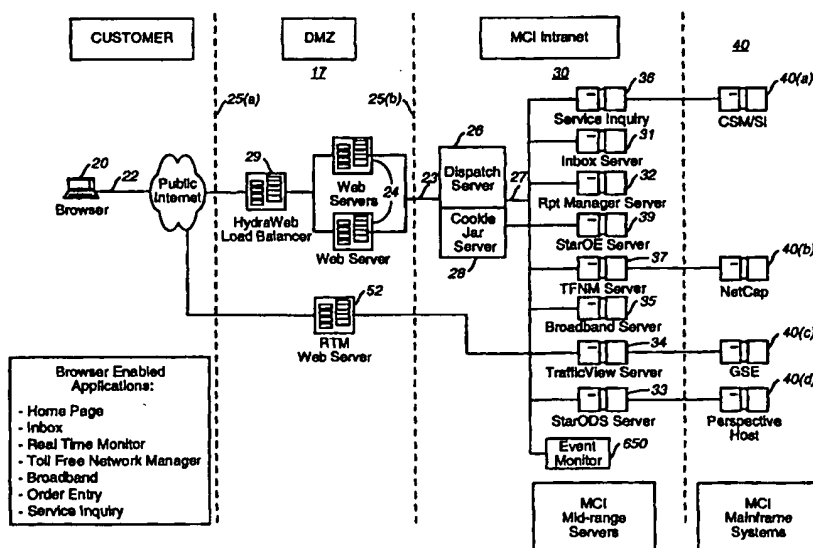 CUSTOMER
DMZ
17
MCI Intranet
30
40
25(a)
25(b)
20
22
Browser
Public
Internet
29
HydraWeb
Load Balancer
Web
Servers
24
Web Server
23
26
Dispatch
Server
Cookie
Jar Server
28
27
36
Service Inquiry
31
Inbox Server
32
Rpt Manager Server
39
StarOE Server
37
TFNM Server
35
Broadband Server
34
TrafficView Server
33
StarODS Server
Event
Monitor
650
40(a)
CSM/SI
40(b)
NetCap
40(c)
GSE
40(d)
Perspective
Host
52
RTM
Web Server
Browser Enabled
Applications:
- Home Page
- Inbox
- Real Time Monitor
- Toll Free Network Manager
- Broadband
- Order Entry
- Service Inquiry
MCI
Mid-range
Servers
MCI
Mainframe
Systems